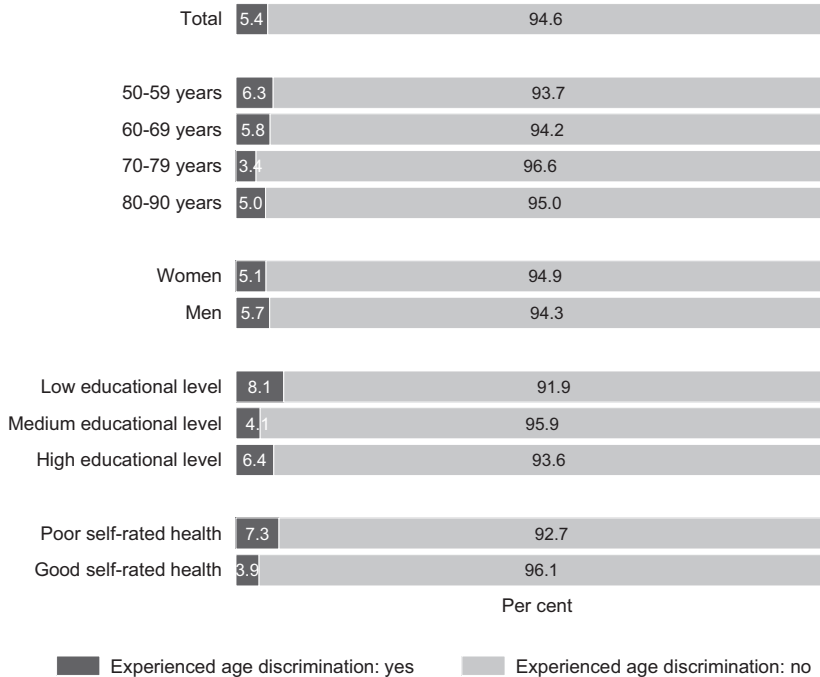 Total 5.4 94.6
50-59 years 6.3 93.7
60-69 years 5.8 94.2
70-79 years 3.4 96.6
80-90 years 5.0 95.0
Women 5.1 94.9
Men 5.7 94.3
Low educational level 8.1 91.9
Medium educational level 4.1 95.9
High educational level 6.4 93.6
Poor self-rated health 7.3 92.7
Good self-rated health 3.9 96.1
Per cent
Experienced age discrimination: yes Experienced age discrimination: no